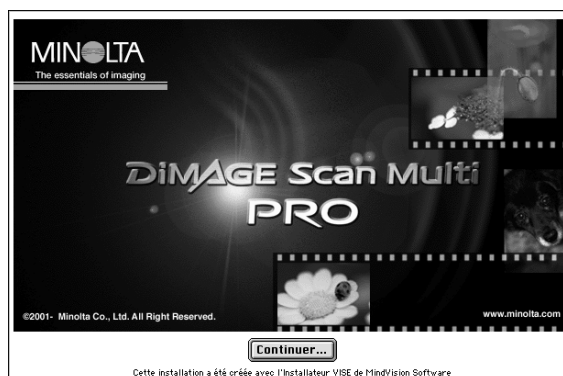 MINOLTA
The essentials of imaging
DiMAGE Scan Multi
PRO
©2001- Minolta Co., Ltd. All Right Reserved.
www.minolta.com
Continuer...
Cette installation a été créée avec l'Installateur VISE de MindVision Software